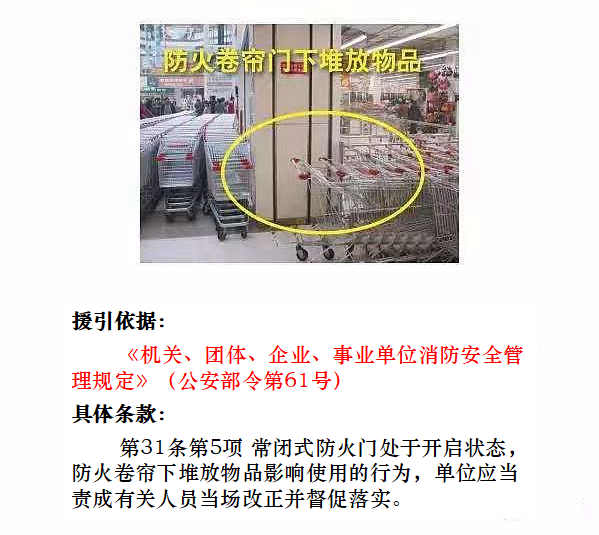 防火卷帘门下堆放物品
援引依据：
《机关、团体、企业、事业单位消防安全管
理规定》（公安部令第61号）
具体条款：
第31条第5项 常闭式防火门处于开启状态，
防火卷帘下堆放物品影响使用的行为，单位应当
责成有关人员当场改正并督促落实。